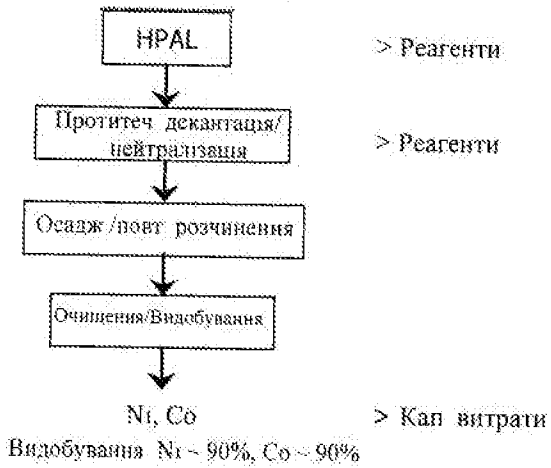 HPAL
> Реагенти
Протитеч декантація/
нейтралізація
> Реагенти
Осадж /повт розчинення
Очищення/Видобування
Ni, Co
> Кап витрати
Видобування Ni ~ 90%, Co ~ 90%